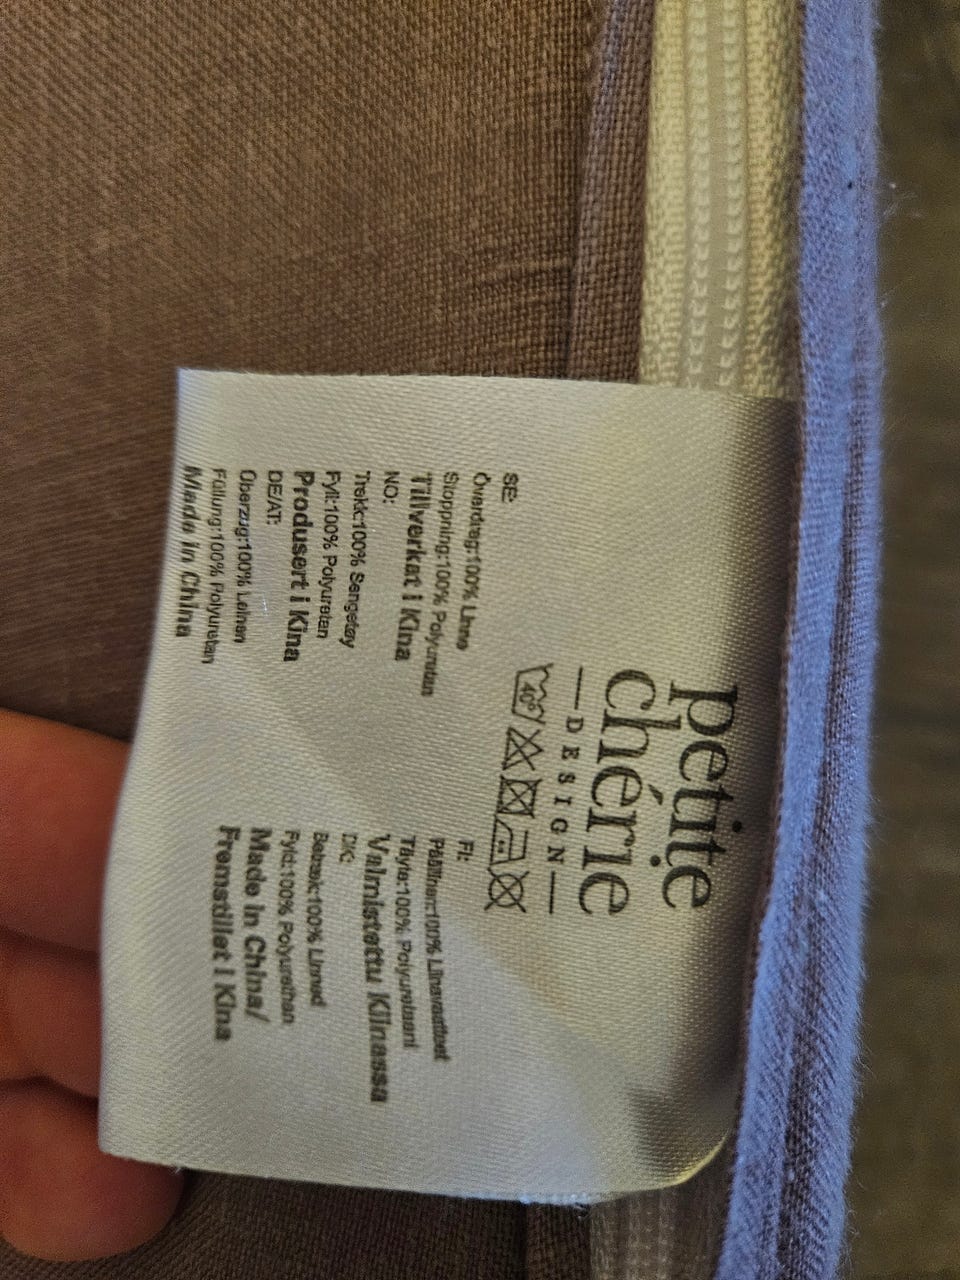 petite
chérie
— DESIGN —
40°
SE:
Överdrag:100% Linne
Stoppning:100% Polyuretan
Tillverkat i Kina
NO:
Trekk:100% Sengetøy
Fyll:100% Polyuretan
Produsert i Kina
DE/AT:
Überzug:100% Leinen
Füllung:100% Polyuretan
Made in China
FI:
Päällinen:100% Liinavaatteet
Täyte:100% Polyuretaani
Valmistettu Kiinassa
DK:
Betræk:100% Linned
Fyld:100% Polyurethan
Made in China/
Fremstillet i Kina